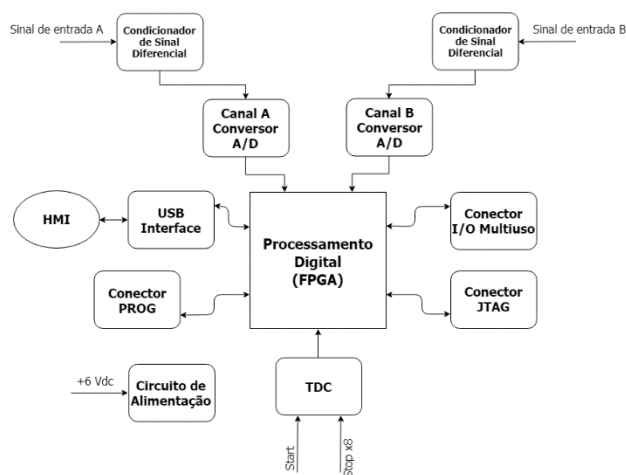 Sinal de entrada A
Condicionador
de Sinal
Diferencial
Condicionador
de Sinal
Diferencial
Sinal de entrada B
Canal A
Conversor
A/D
Canal B
Conversor
A/D
HMI
USB
Interface
Processamento
Digital
(FPGA)
Conector
I/O Multiuso
Conector
PROG
Conector
JTAG
+6 Vdc
Circuito de
Alimentação
TDC
Start
Stop x8